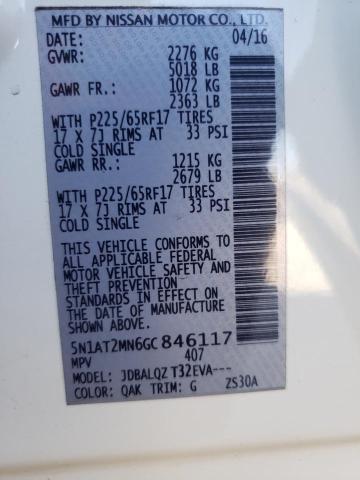 MFD BY NISSAN MOTOR CO., LTD.
DATE: 04/16
GVWR: 2276 KG
5018 LB
GAWR FR.: 1072 KG
2363 LB
WITH P225/65RF17 TIRES
17 X 7J RIMS AT 33 PSI
COLD SINGLE
GAWR RR.: 1215 KG
2679 LB
WITH P225/65RF17 TIRES
17 X 7J RIMS AT 33 PSI
COLD SINGLE
THIS VEHICLE CONFORMS TO
ALL APPLICABLE FEDERAL
MOTOR VEHICLE SAFETY AND
THEFT PREVENTION
STANDARDS IN EFFECT ON
THE DATE OF MANUFACTURE
SHOWN ABOVE
5N1AT2MN6GC846117
MPV 407
MODEL: JDBALQZ T32EVA---
COLOR: QAK TRIM: G ZS30A